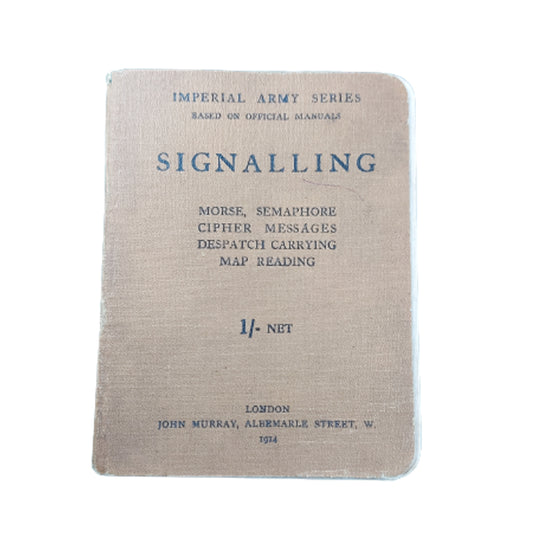 IMPERIAL ARMY SERIES
BASED ON OFFICIAL MANUALS
SIGNALLING
MORSE, SEMAPHORE
CIPHER MESSAGES
DESPATCH CARRYING
MAP READING
1/- NET
LONDON
JOHN MURRAY, ALBEMARLE STREET, W.
1914